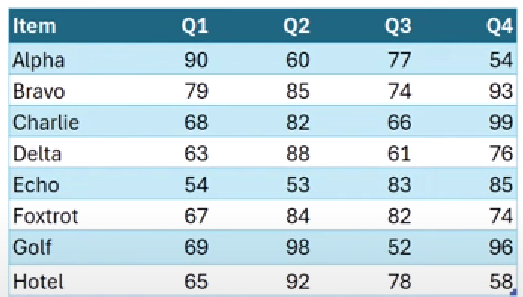 Item Q1 Q2 Q3 Q4
Alpha 90 60 77 54
Bravo 79 85 74 93
Charlie 68 82 66 99
Delta 63 88 61 76
Echo 54 53 83 85
Foxtrot 67 84 82 74
Golf 69 98 52 96
Hotel 65 92 78 58